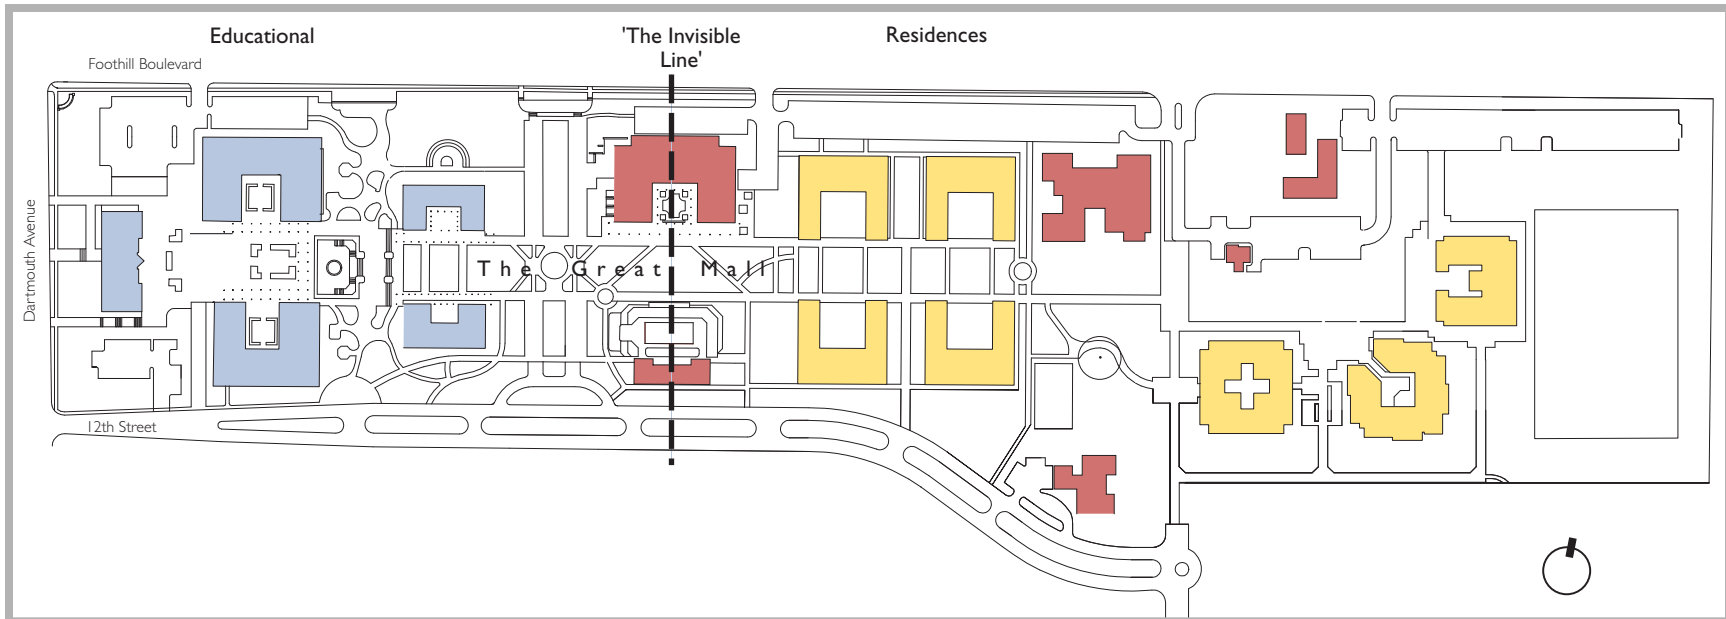 Educational
'The Invisible
Line'
Residences
Foothill Boulevard
Dartmouth Avenue
The Great Mall
12th Street